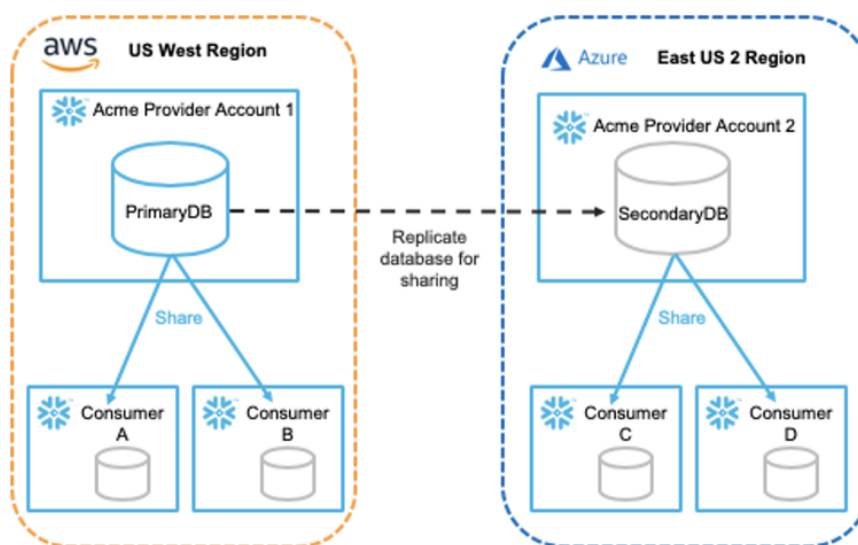 aws
US West Region
Acme Provider Account 1
PrimaryDB
Share
Consumer
A
Consumer
B
Replicate
database for
sharing
Azure
East US 2 Region
Acme Provider Account 2
SecondaryDB
Share
Consumer
C
Consumer
D